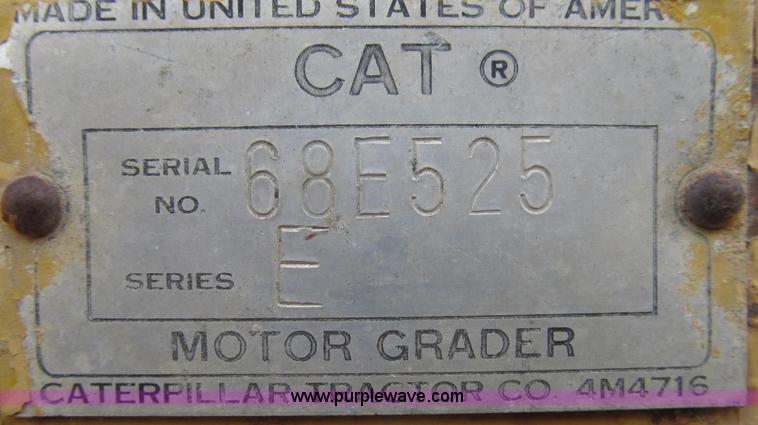 MADE IN UNITED STATES OF AMER
CAT ®
SERIAL NO. 68E525
SERIES E
MOTOR GRADER
CATERPILLAR TRACTOR CO. 4M4716
www.purplewave.com